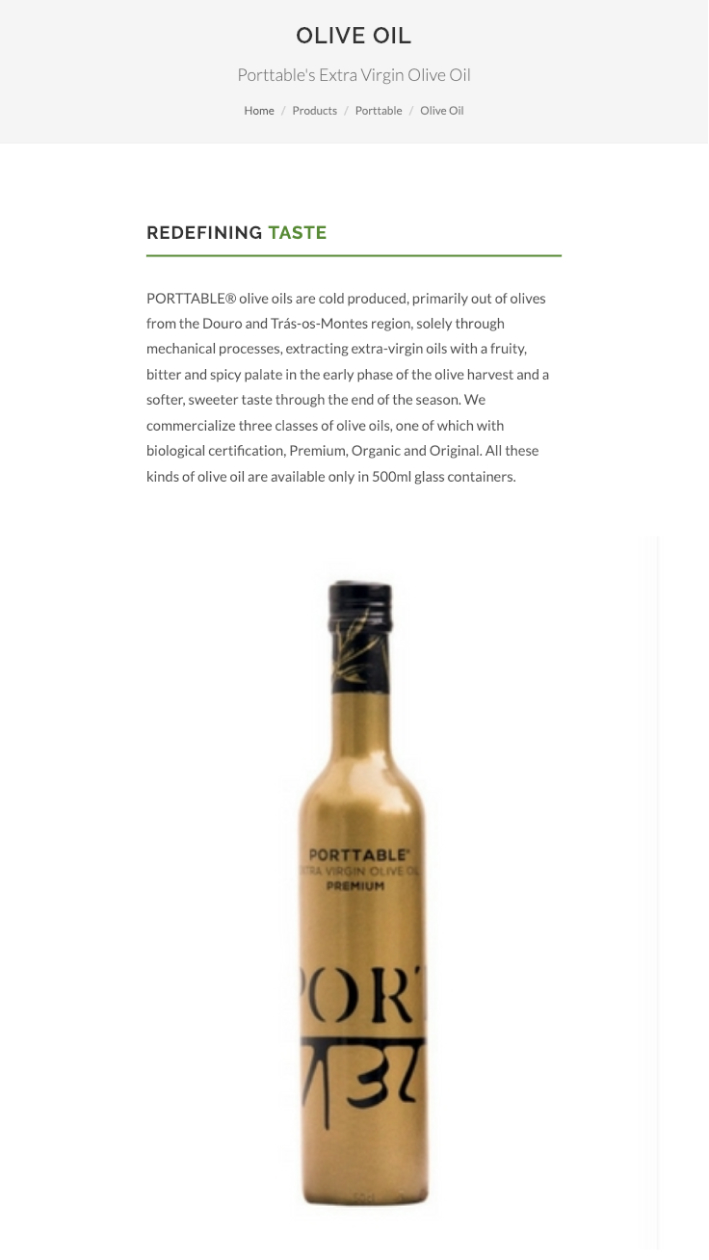 OLIVE OIL
Porttable's Extra Virgin Olive Oil
Home / Products / Porttable / Olive Oil
REDEFINING TASTE
PORTTABLE® olive oils are cold produced, primarily out of olives
from the Douro and Trás-os-Montes region, solely through
mechanical processes, extracting extra-virgin oils with a fruity,
bitter and spicy palate in the early phase of the olive harvest and a
softer, sweeter taste through the end of the season. We
commercialize three classes of olive oils, one of which with
biological certification, Premium, Organic and Original. All these
kinds of olive oil are available only in 500ml glass containers.
PORTTABLE®
XTRA VIRGIN OLIVE OIL
PREMIUM
PORT